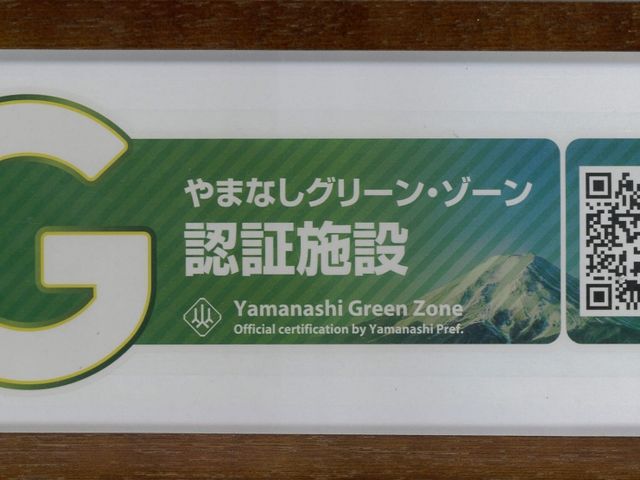 G
やまなしグリーン・ゾーン
認証施設
Yamanashi Green Zone
Official certification by Yamanashi Pref.